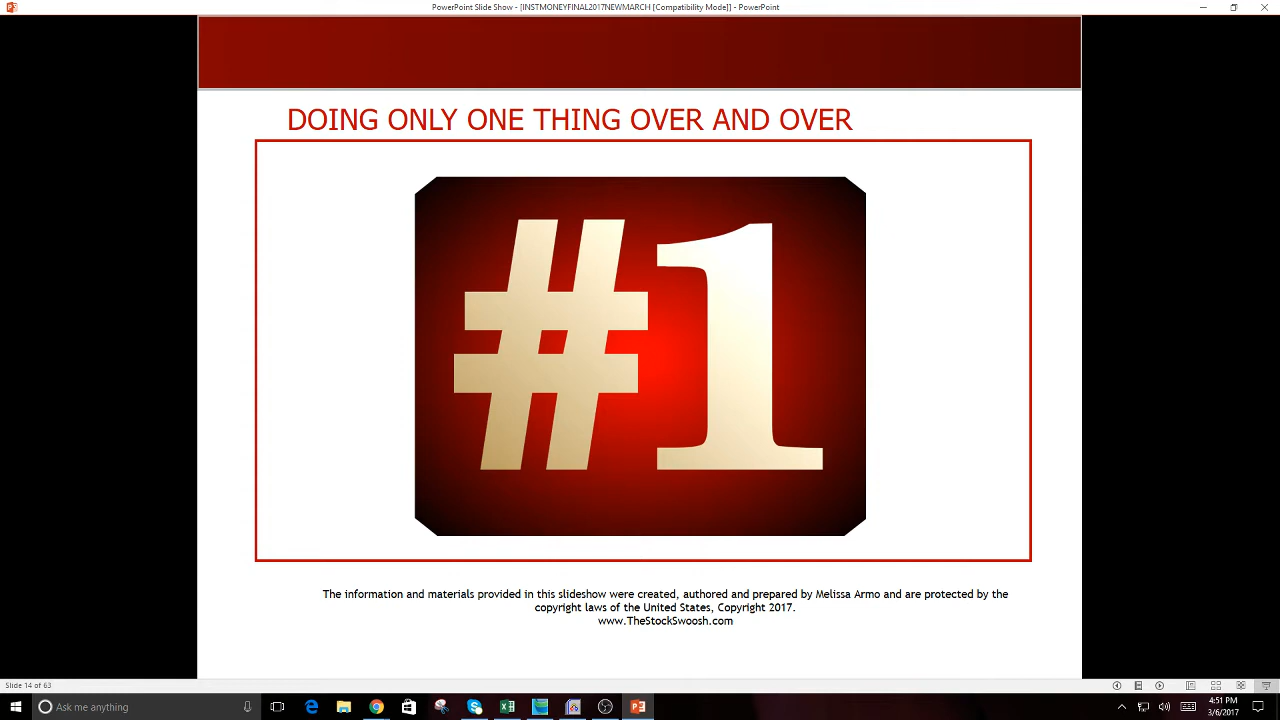 PowerPoint Slide Show - [INSTMONEYFINAL2017NEWMARCH [Compatibility Mode]] - PowerPoint
DOING ONLY ONE THING OVER AND OVER
#1
The information and materials provided in this slideshow were created, authored and prepared by Melissa Armo and are protected by the
copyright laws of the United States, Copyright 2017.
www.TheStockSwoosh.com
Slide 14 of 63
Ask me anything
4:51 PM
3/6/2017